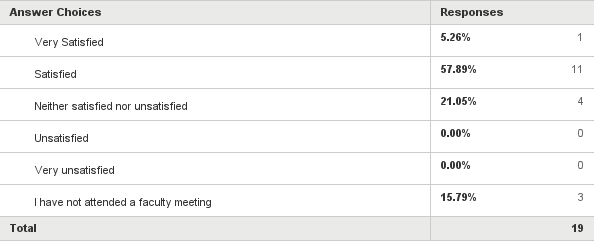 Answer Choices Responses
Very Satisfied 5.26% 1
Satisfied 57.89% 11
Neither satisfied nor unsatisfied 21.05% 4
Unsatisfied 0.00% 0
Very unsatisfied 0.00% 0
I have not attended a faculty meeting 15.79% 3
Total 19